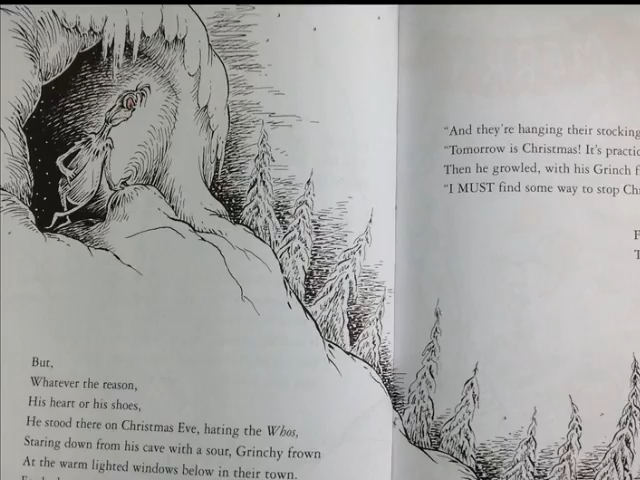 But,
Whatever the reason,
His heart or his shoes,
He stood there on Christmas Eve, hating the Whos,
Staring down from his cave with a sour, Grinchy frown
At the warm lighted windows below in their town.
"And they're hanging their
"Tomorrow is Christmas! It's
Then he growled, with his Grinch
"I MUST find some way to stop